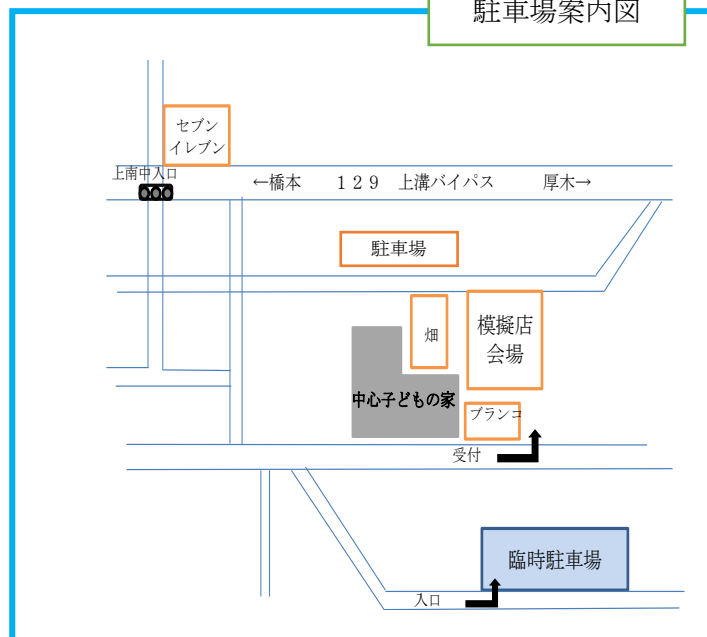 駐車場案内図
セブン
イレブン
上南中入口
←橋本　１２９　上溝バイパス　厚木→
駐車場
畑
模擬店
会場
中心子どもの家
ブランコ
受付
臨時駐車場
入口